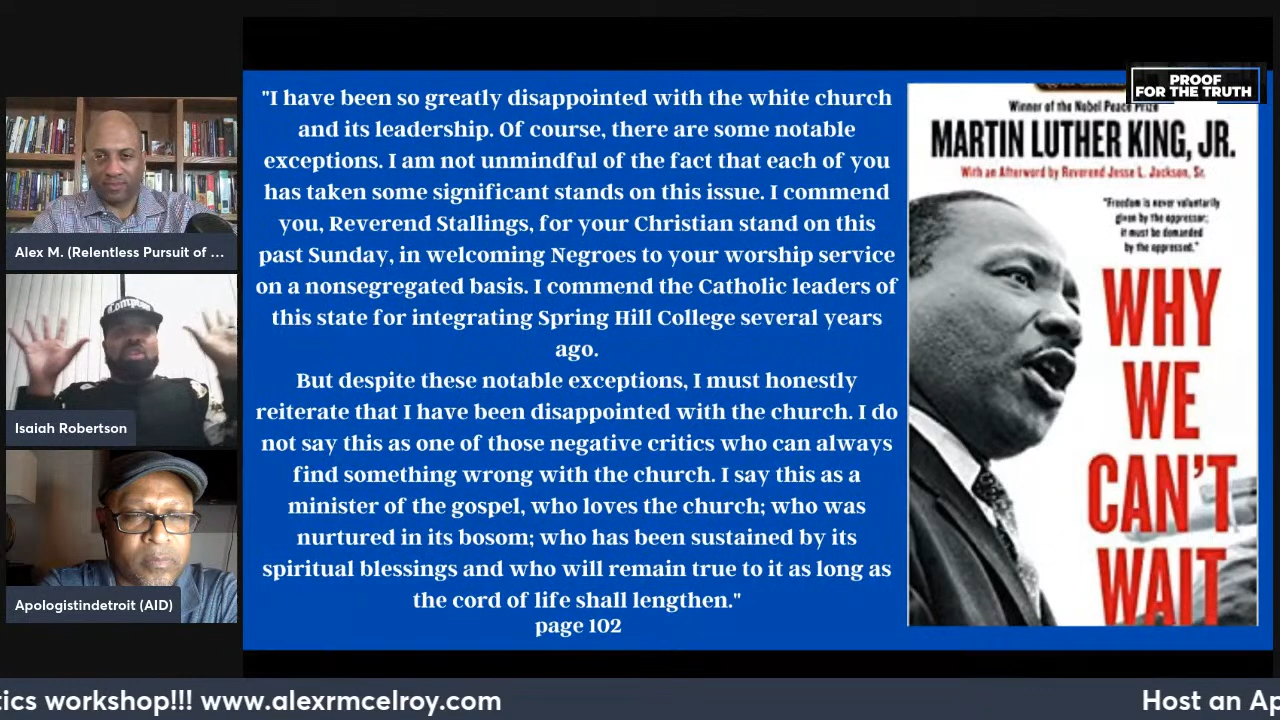 Alex M. (Relentless Pursuit of ...
Compton
Isaiah Robertson
Apologistindetroit (AID)
"I have been so greatly disappointed with the white church
and its leadership. Of course, there are some notable
exceptions. I am not unmindful of the fact that each of you
has taken some significant stands on this issue. I commend
you, Reverend Stallings, for your Christian stand on this
past Sunday, in welcoming Negroes to your worship service
on a nonsegregated basis. I commend the Catholic leaders of
this state for integrating Spring Hill College several years
ago.
But despite these notable exceptions, I must honestly
reiterate that I have been disappointed with the church. I do
not say this as one of those negative critics who can always
find something wrong with the church. I say this as a
minister of the gospel, who loves the church; who was
nurtured in its bosom; who has been sustained by its
spiritual blessings and who will remain true to it as long as
the cord of life shall lengthen."
page 102
PROOF
FOR THE TRUTH
Winner of the Nobel Peace Prize
MARTIN LUTHER KING, JR.
With an Afterword by Reverend Jesse L. Jackson, Sr.
"Freedom is never voluntarily
given by the oppressor;
it must be demanded
by the oppressed."
WHY
WE
CAN'T
WAIT
tics workshop!!! www.alexrmcelroy.com
Host an Ap